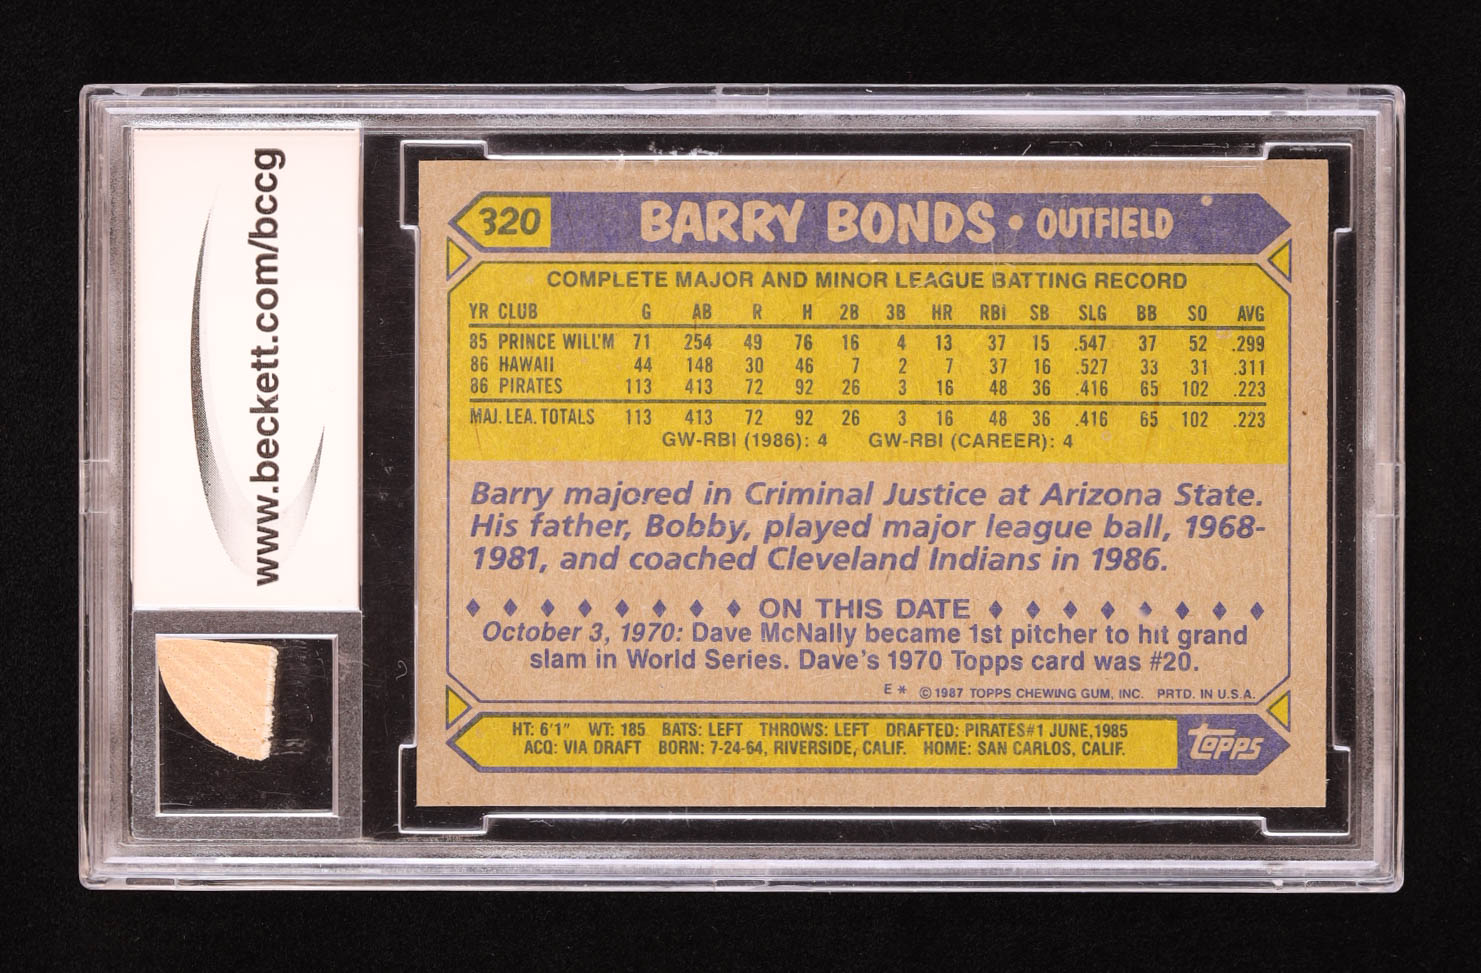 www.beckett.com/bccg
320 BARRY BONDS • OUTFIELD
COMPLETE MAJOR AND MINOR LEAGUE BATTING RECORD
YR CLUB G AB R H 2B 3B HR RBI SB SLG BB SO AVG
85 PRINCE WILL'M 71 254 49 76 16 4 13 37 15 .547 37 52 .299
86 HAWAII 44 148 30 46 7 2 7 37 16 .527 33 31 .311
86 PIRATES 113 413 72 92 26 3 16 48 36 .416 65 102 .223
MAJ. LEA. TOTALS 113 413 72 92 26 3 16 48 36 .416 65 102 .223
GW-RBI (1986): 4 GW-RBI (CAREER): 4
Barry majored in Criminal Justice at Arizona State.
His father, Bobby, played major league ball, 1968-
1981, and coached Cleveland Indians in 1986.
♦ ♦ ♦ ♦ ♦ ♦ ♦ ♦ ON THIS DATE ♦ ♦ ♦ ♦ ♦ ♦ ♦ ♦
October 3, 1970: Dave McNally became 1st pitcher to hit grand
slam in World Series. Dave's 1970 Topps card was #20.
E * © 1987 TOPPS CHEWING GUM, INC. PRTD. IN U.S.A.
HT: 6'1" WT: 185 BATS: LEFT THROWS: LEFT DRAFTED: PIRATES#1 JUNE,1985
ACQ: VIA DRAFT BORN: 7-24-64, RIVERSIDE, CALIF. HOME: SAN CARLOS, CALIF.
topps